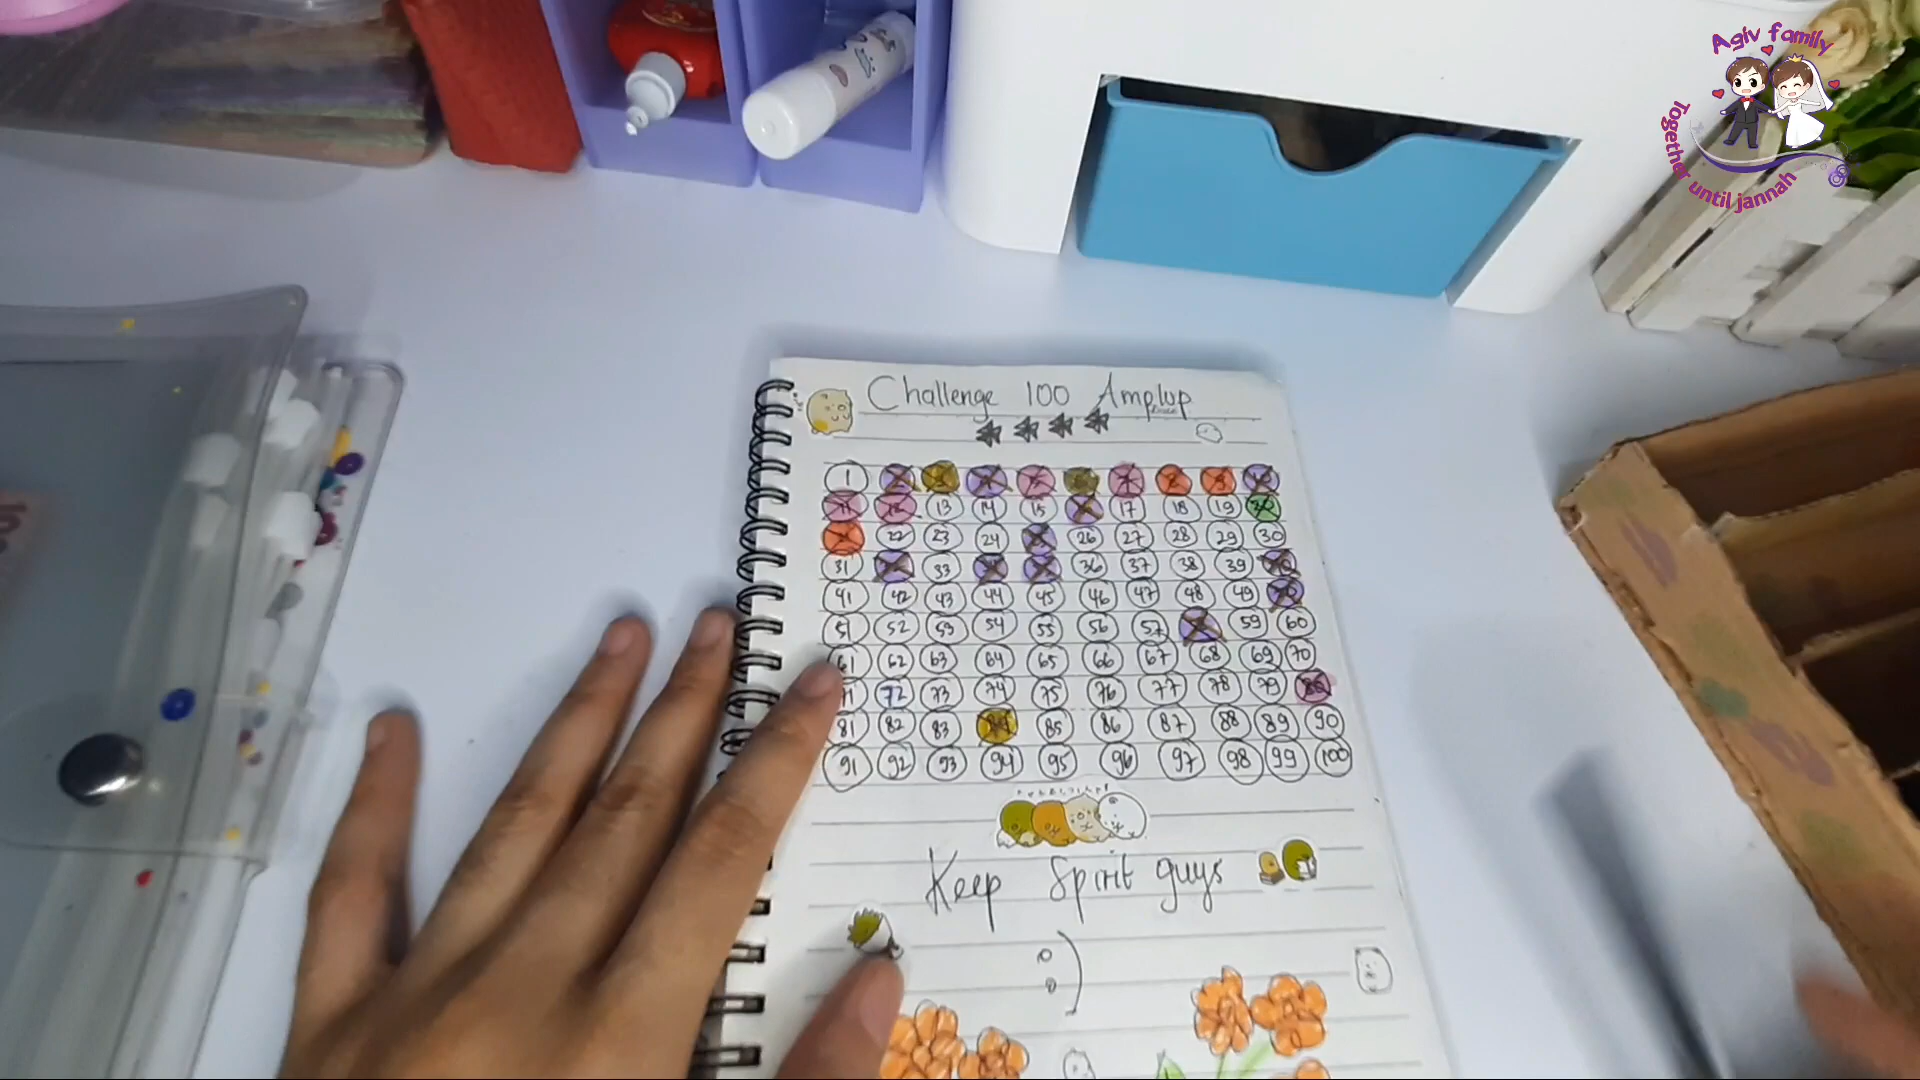 Agiv family
Together until jannah
Challenge 100 Amplop
1
13 14 15 17 18 19
22 23 24 26 27 28 29 30
31 33 36 37 38 39
41 42 43 44 45 46 47 48 49
51 52 53 54 55 56 57 59 60
61 62 63 64 65 66 67 68 69 70
71 72 73 74 75 76 77 78 79
81 82 83 85 86 87 88 89 90
91 92 93 94 95 96 97 98 99 100
Keep Spirit guys